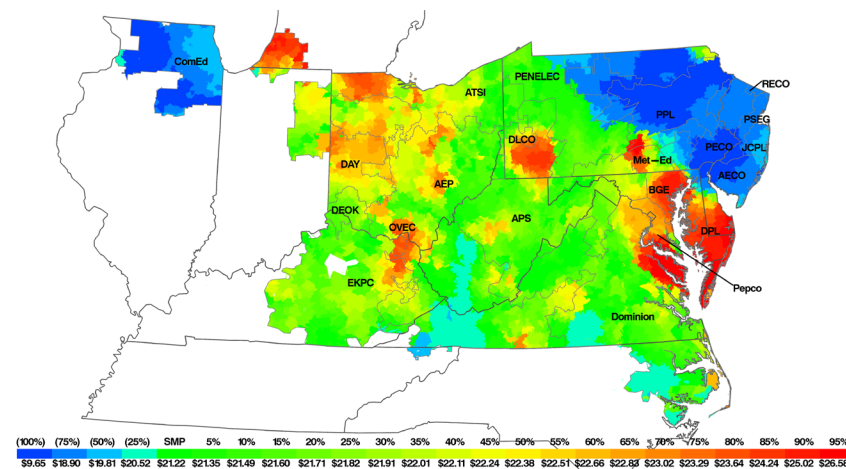 ComEd
ATSI
PENELEC
RECO
PPL
PSEG
DLCO
PECO
JCPL
Met-Ed
DAY
AECO
AEP
BGE
DEOK
APS
OVEC
DPL
EKPC
Pepco
Dominion
(100%) (75%) (50%) (25%) SMP 5% 10% 15% 20% 25% 30% 35% 40% 45% 50% 55% 60% 65% 70% 75% 80% 85% 90% 95%
$9.65 $18.90 $19.81 $20.52 $21.22 $21.35 $21.49 $21.60 $21.71 $21.82 $21.91 $22.01 $22.11 $22.24 $22.38 $22.51 $22.66 $22.83 $23.02 $23.25 $23.64 $24.24 $25.02